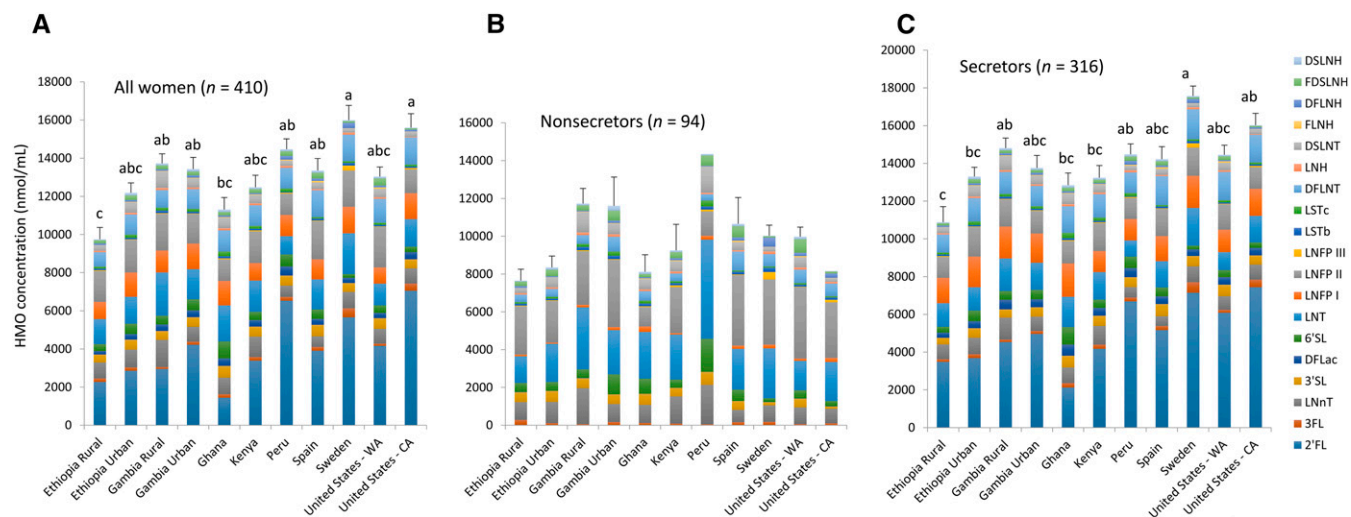 A
B
C
All women (n = 410)
Nonsecretors (n = 94)
Secretors (n = 316)
HMO concentration (nmol/mL)
18000
16000
14000
12000
10000
8000
6000
4000
2000
0
c
abc
ab
ab
bc
abc
ab
ab
a
abc
a
Ethiopia Rural
Ethiopia Urban
Gambia Rural
Gambia Urban
Ghana
Kenya
Peru
Spain
Sweden
United States - WA
United States - CA
16000
14000
12000
10000
8000
6000
4000
2000
0
Ethiopia Rural
Ethiopia Urban
Gambia Rural
Gambia Urban
Ghana
Kenya
Peru
Spain
Sweden
United States - WA
United States - CA
20000
18000
16000
14000
12000
10000
8000
6000
4000
2000
0
c
bc
ab
abc
bc
bc
ab
abc
a
abc
ab
Ethiopia Rural
Ethiopia Urban
Gambia Rural
Gambia Urban
Ghana
Kenya
Peru
Spain
Sweden
United States - WA
United States - CA
DSLNH
FDSLNH
DFLNH
FLNH
DSLNT
LNH
DFLNT
LSTc
LSTb
LNFP III
LNFP II
LNFP I
LNT
6'SL
DFLac
3'SL
LNnT
3FL
2'FL